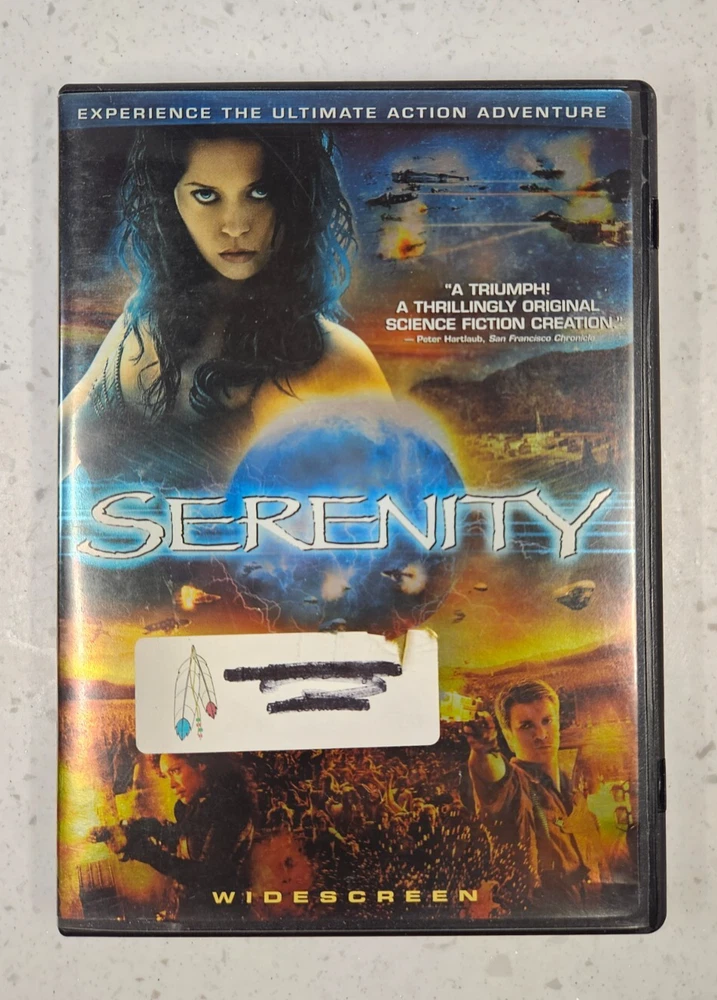 EXPERIENCE THE ULTIMATE ACTION ADVENTURE
"A TRIUMPH!
A THRILLINGLY ORIGINAL
SCIENCE FICTION CREATION."
— Peter Hartlaub, San Francisco Chronicle
SERENITY
WIDESCREEN